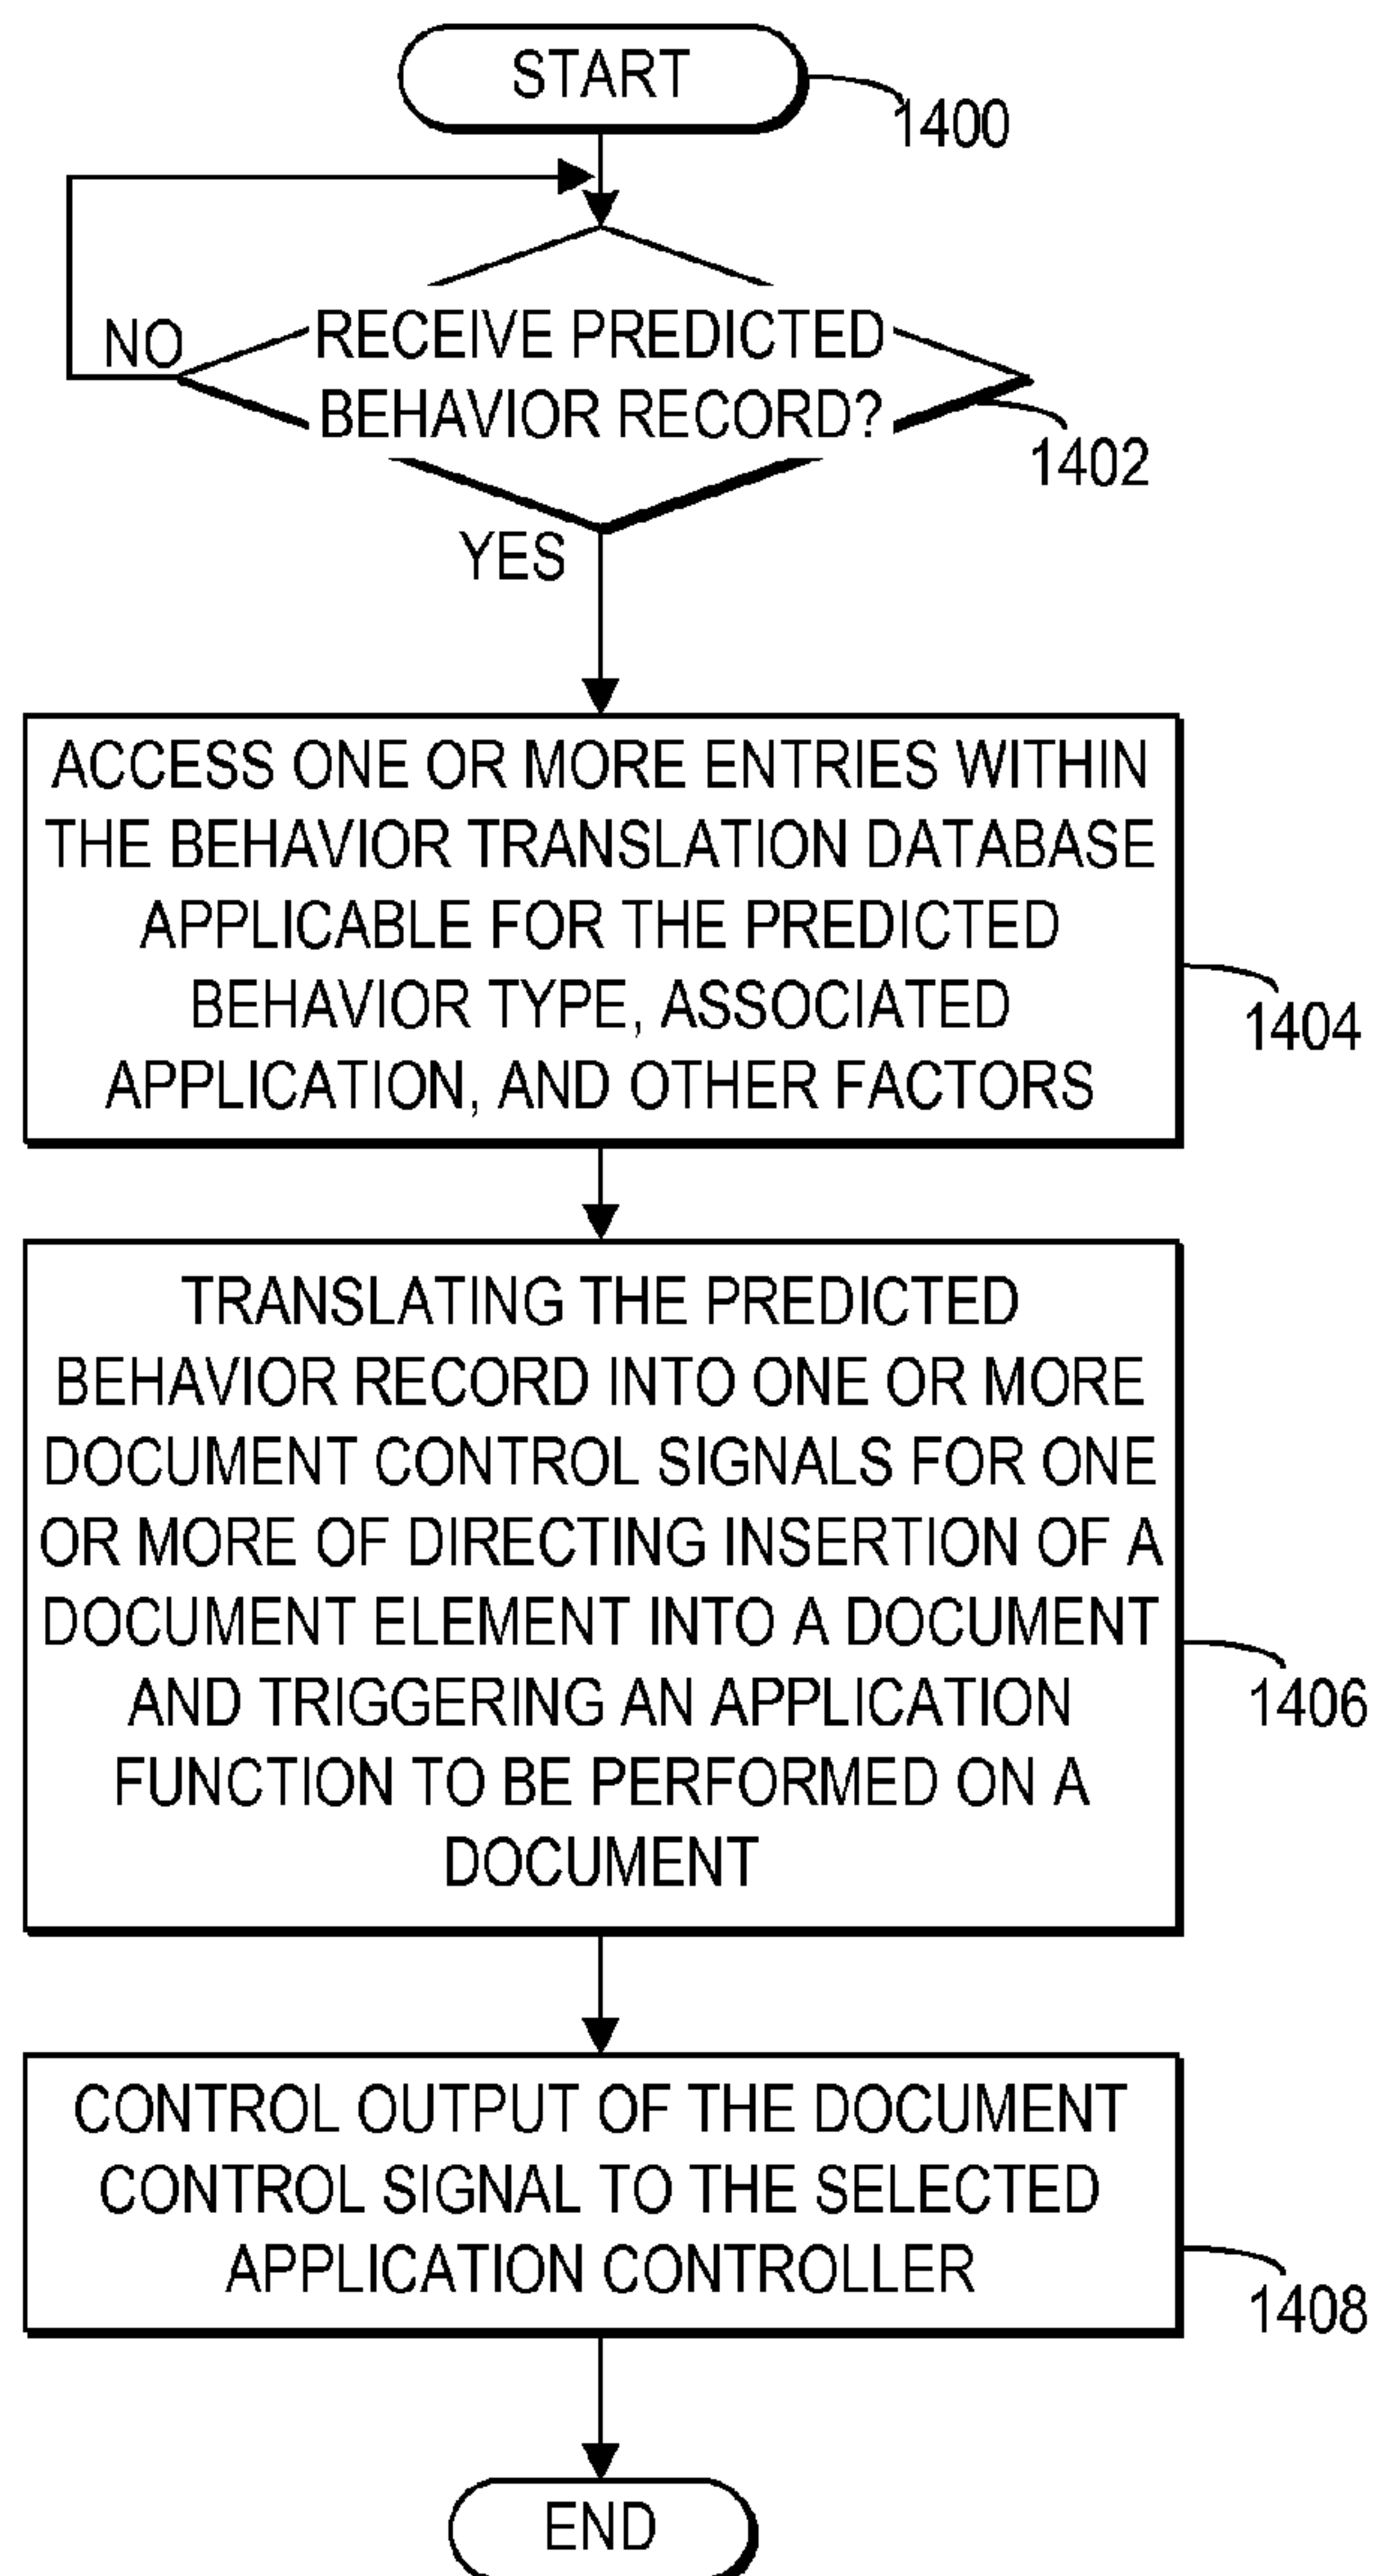 START
1400
NO
RECEIVE PREDICTED
BEHAVIOR RECORD?
1402
YES
ACCESS ONE OR MORE ENTRIES WITHIN
THE BEHAVIOR TRANSLATION DATABASE
APPLICABLE FOR THE PREDICTED
BEHAVIOR TYPE, ASSOCIATED
APPLICATION, AND OTHER FACTORS
1404
TRANSLATING THE PREDICTED
BEHAVIOR RECORD INTO ONE OR MORE
DOCUMENT CONTROL SIGNALS FOR ONE
OR MORE OF DIRECTING INSERTION OF A
DOCUMENT ELEMENT INTO A DOCUMENT
AND TRIGGERING AN APPLICATION
FUNCTION TO BE PERFORMED ON A
DOCUMENT
1406
CONTROL OUTPUT OF THE DOCUMENT
CONTROL SIGNAL TO THE SELECTED
APPLICATION CONTROLLER
1408
END